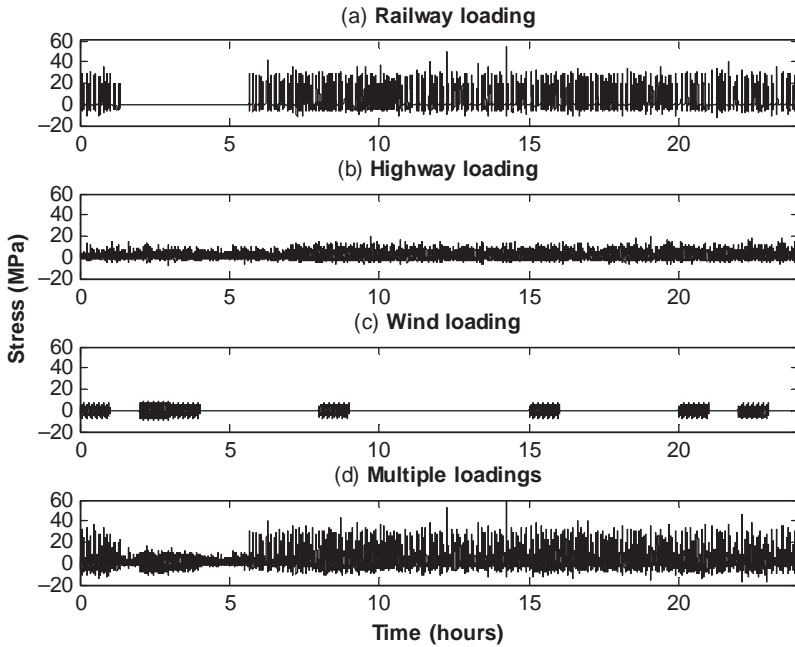 (a) Railway loading
60
40
20
0
–20
0 5 10 15 20
(b) Highway loading
60
40
20
0
–20
0 5 10 15 20
(c) Wind loading
60
40
20
0
–20
0 5 10 15 20
(d) Multiple loadings
60
40
20
0
–20
0 5 10 15 20
Stress (MPa)
Time (hours)